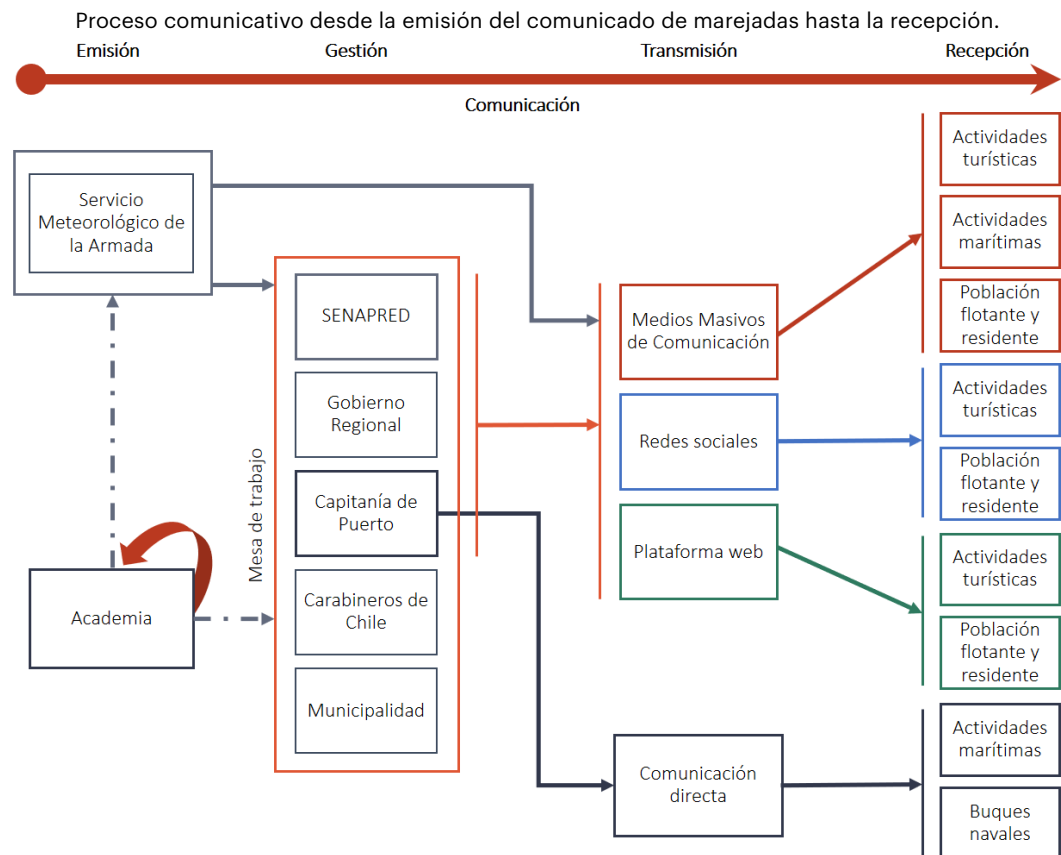 Proceso comunicativo desde la emisión del comunicado de marejadas hasta la recepción.
Emisión
Gestión
Transmisión
Recepción
Comunicación
Servicio
Meteorológico de
la Armada
Academia
Mesa de trabajo
SENAPRED
Gobierno
Regional
Capitanía de
Puerto
Carabineros de
Chile
Municipalidad
Medios Masivos
de Comunicación
Redes sociales
Plataforma web
Comunicación
directa
Actividades
turísticas
Actividades
marítimas
Población
flotante y
residente
Actividades
turísticas
Población
flotante y
residente
Actividades
turísticas
Población
flotante y
residente
Actividades
marítimas
Buques
navales